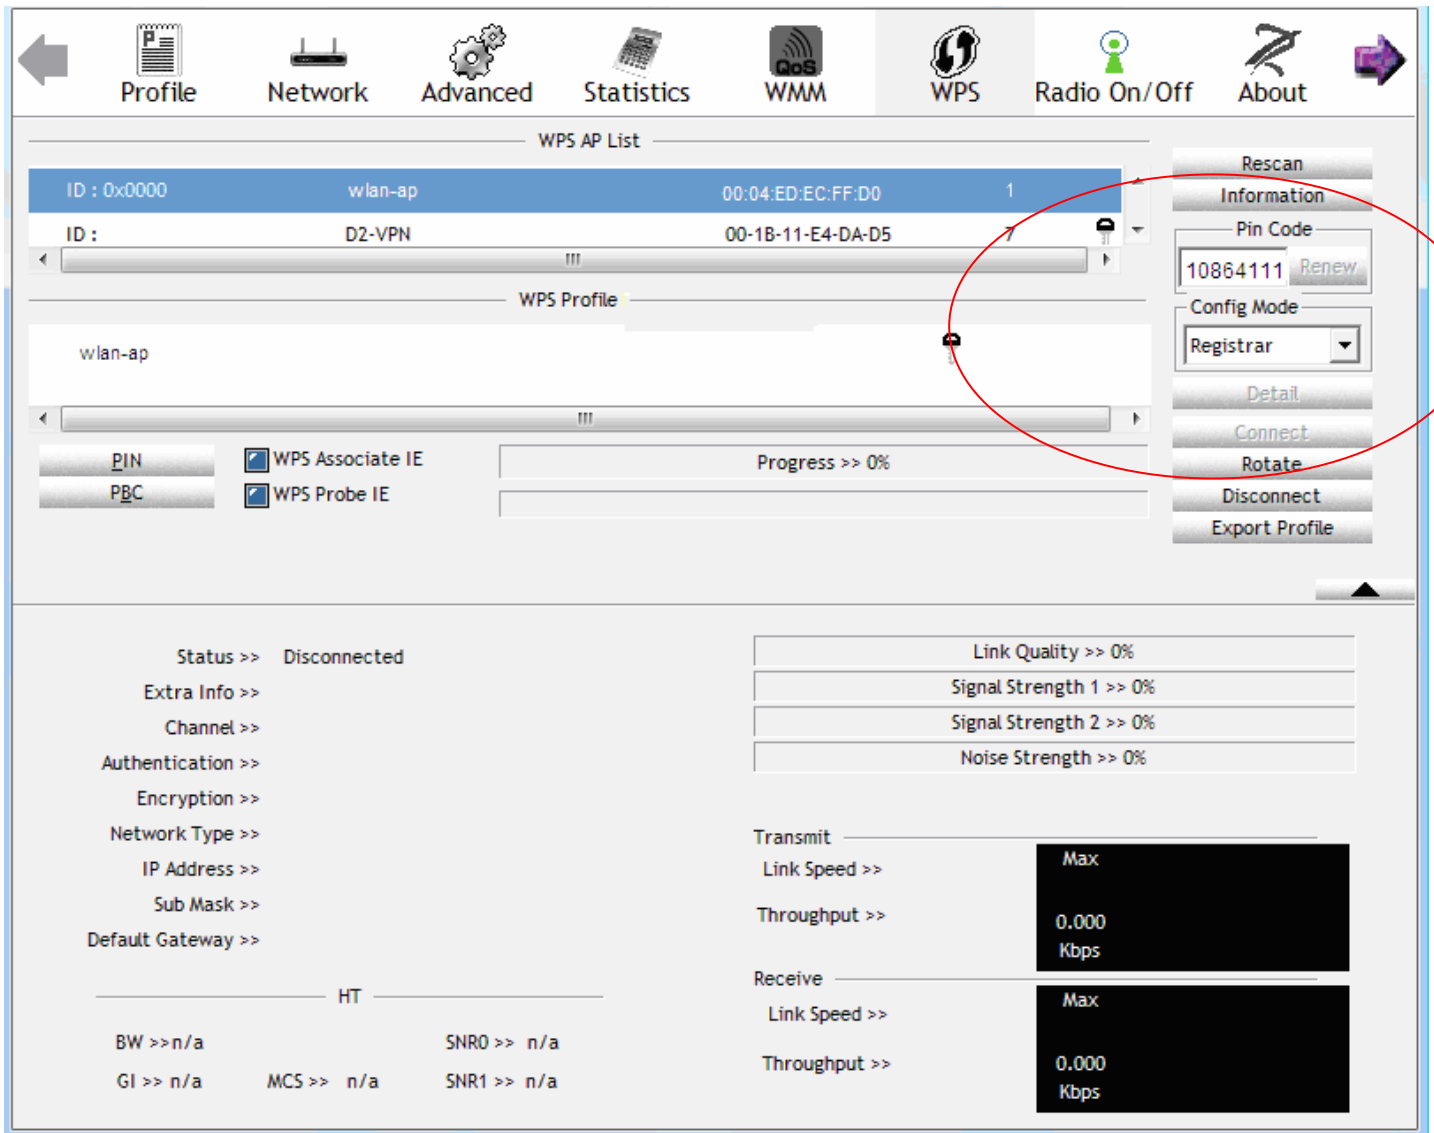 Profile Network Advanced Statistics QoS WMM WPS Radio On/Off About
WPS AP List
Rescan
ID : 0x0000 wlan-ap 00:04:ED:EC:FF:D0 1
Information
ID : D2-VPN 00-1B-11-E4-DA-D5 7
Pin Code
10864111 Renew
WPS Profile
Config Mode
wlan-ap
Registrar
Detail
Connect
PIN WPS Associate IE Progress >> 0%
Rotate
PBC WPS Probe IE
Disconnect
Export Profile
Status >> Disconnected
Extra Info >>
Channel >>
Authentication >>
Encryption >>
Network Type >>
IP Address >>
Sub Mask >>
Default Gateway >>
HT
BW >>n/a SNR0 >> n/a
GI >> n/a MCS >> n/a SNR1 >> n/a
Link Quality >> 0%
Signal Strength 1 >> 0%
Signal Strength 2 >> 0%
Noise Strength >> 0%
Transmit
Link Speed >> Max
Throughput >> 0.000
Kbps
Receive
Link Speed >> Max
Throughput >> 0.000
Kbps